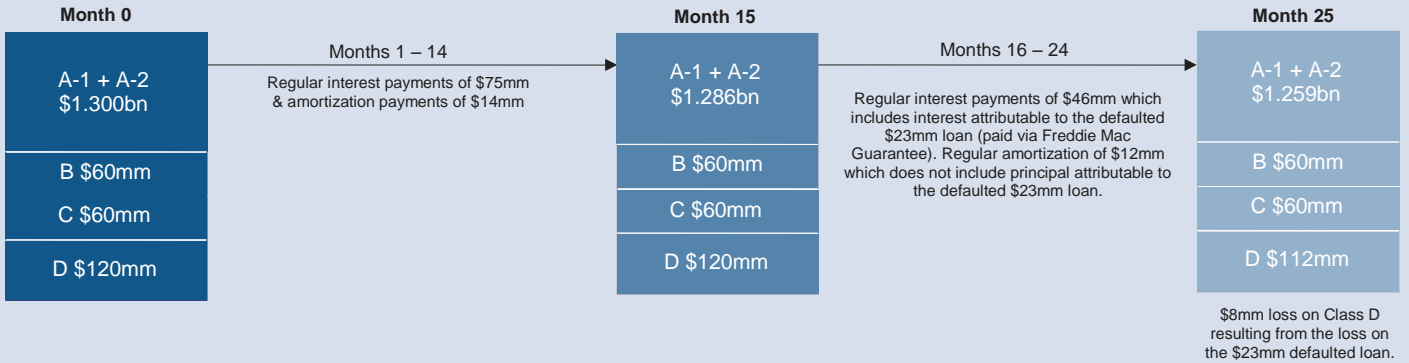 Month 0
A-1 + A-2
$1.300bn
B $60mm
C $60mm
D $120mm
Months 1 – 14
Regular interest payments of $75mm
& amortization payments of $14mm
Month 15
A-1 + A-2
$1.286bn
B $60mm
C $60mm
D $120mm
Months 16 – 24
Regular interest payments of $46mm which
includes interest attributable to the defaulted
$23mm loan (paid via Freddie Mac
Guarantee). Regular amortization of $12mm
which does not include principal attributable to
the defaulted $23mm loan.
Month 25
A-1 + A-2
$1.259bn
B $60mm
C $60mm
D $112mm
$8mm loss on Class D
resulting from the loss on
the $23mm defaulted loan.